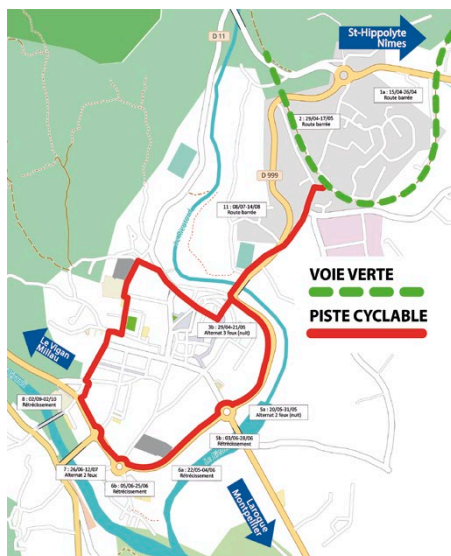 St-Hippolyte
Nîmes
D 11
1a : 15/04-26/04
Route barrée
2 : 29/04-17/05
Route barrée
D 999
11 : 08/07-14/08
Route barrée
VOIE VERTE
PISTE CYCLABLE
3b : 29/04-21/05
Alternat 3 feux (nuit)
Le Vigan
Millau
8 : 02/09-02/10
Rétrécissement
5a : 20/05-31/05
Alternat 2 feux (nuit)
5b : 03/06-28/06
Rétrécissement
7 : 26/06-12/07
Alternat 2 feux
6a : 22/05-04/06
Rétrécissement
6b : 05/06-25/06
Rétrécissement
Laroque
Montpellier